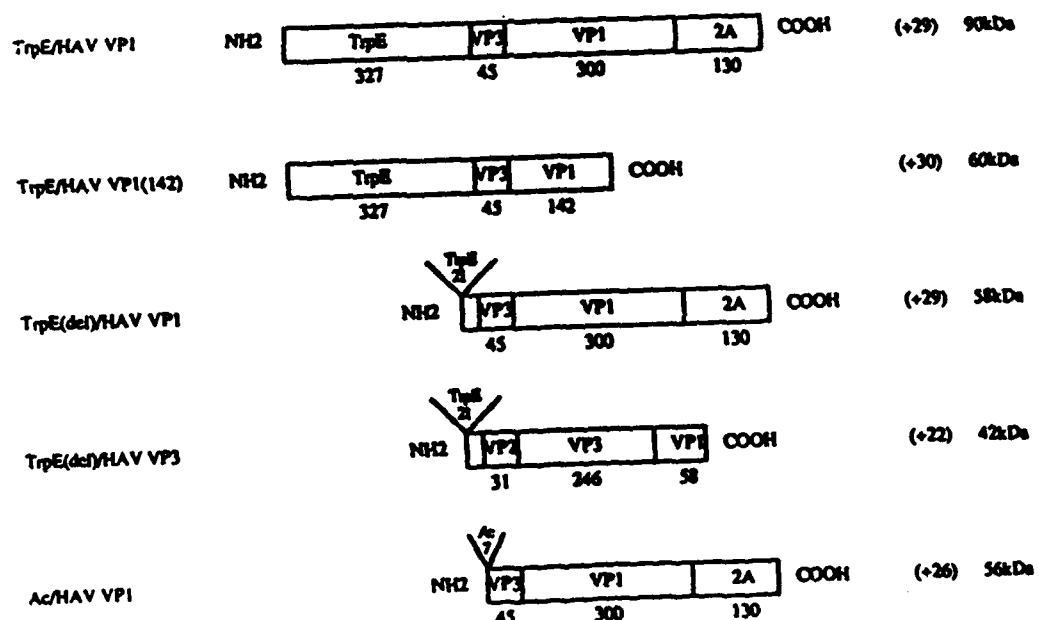 TrpE/HAV VP1 NH2 TrpE VP3 VP1 2A COOH (+29) 90kDa
327 45 300 130
TrpE/HAV VP1(142) NH2 TrpE VP3 VP1 COOH (+30) 60kDa
327 45 142
TrpE
21
TrpE(del)/HAV VP1 NH2 VP3 VP1 2A COOH (+29) 58kDa
45 300 130
TrpE
21
TrpE(del)/HAV VP3 NH2 VP2 VP3 VP1 COOH (+22) 42kDa
31 246 58
Ac
7
Ac/HAV VP1 NH2 VP3 VP1 2A COOH (+26) 56kDa
45 300 130